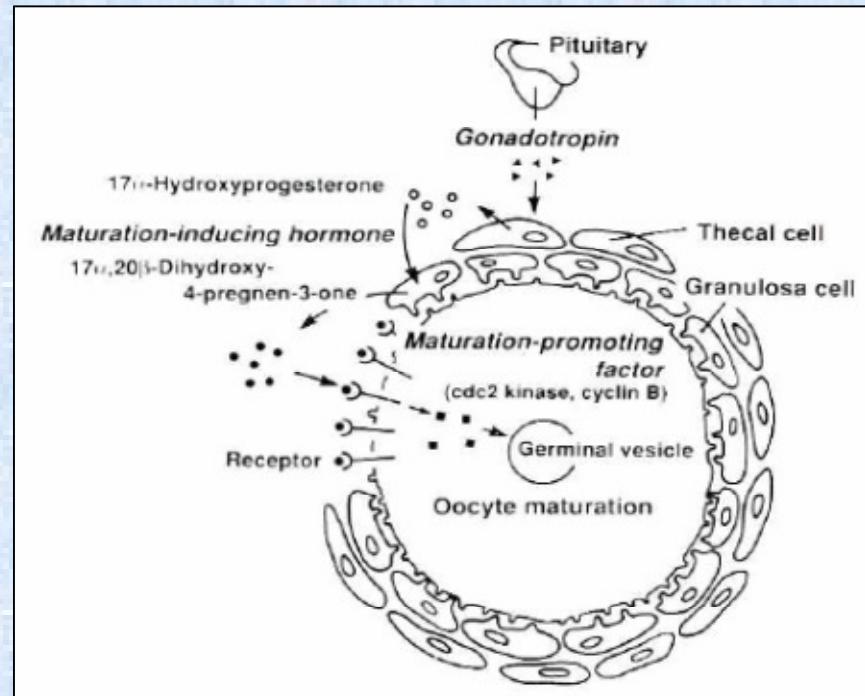 Pituitary
Gonadotropin
17α-Hydroxyprogesterone
Maturation-inducing hormone
17α,20β-Dihydroxy-
4-pregnen-3-one
Thecal cell
Granulosa cell
Maturation-promoting
factor
(cdc2 kinase, cyclin B)
Receptor
Germinal vesicle
Oocyte maturation